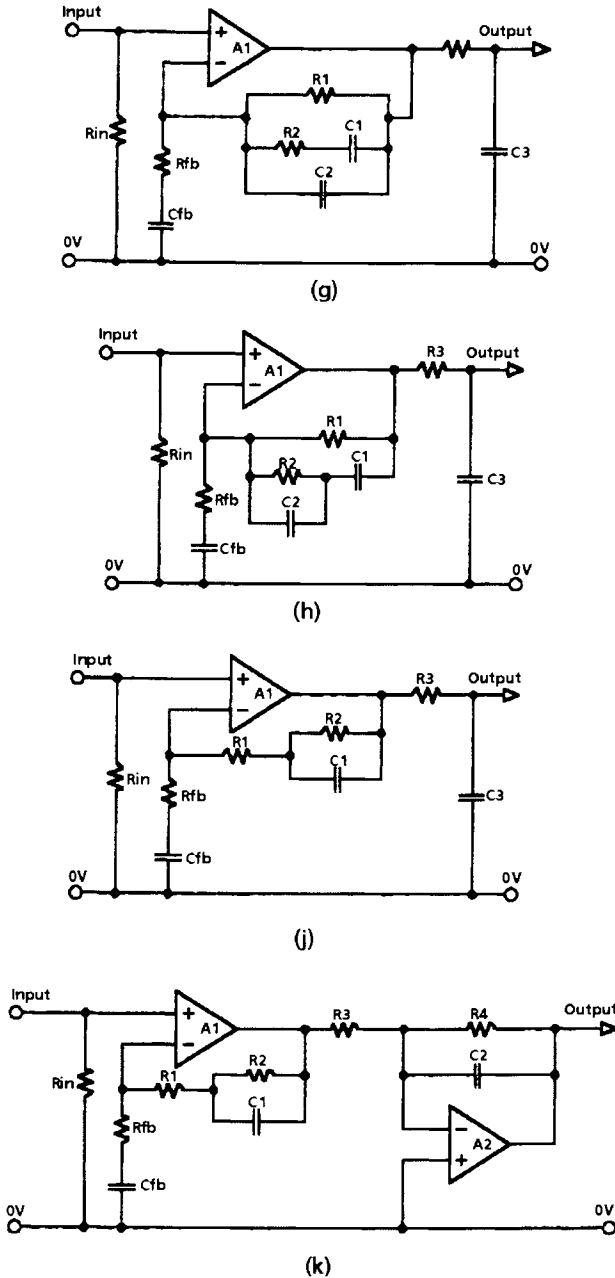 Input
Output
A1
R1
Rin
R2
C1
Rfb
C2
C3
Cfb
0V
0V
(g)
Input
R3
Output
A1
R1
Rin
R2
C1
Rfb
C2
C3
Cfb
0V
0V
(h)
Input
R3
Output
A1
R2
R1
C1
Rin
Rfb
C3
Cfb
0V
0V
(j)
Input
Output
A1
R3
R4
R2
C2
R1
Rin
C1
Rfb
A2
Cfb
0V
0V
(k)